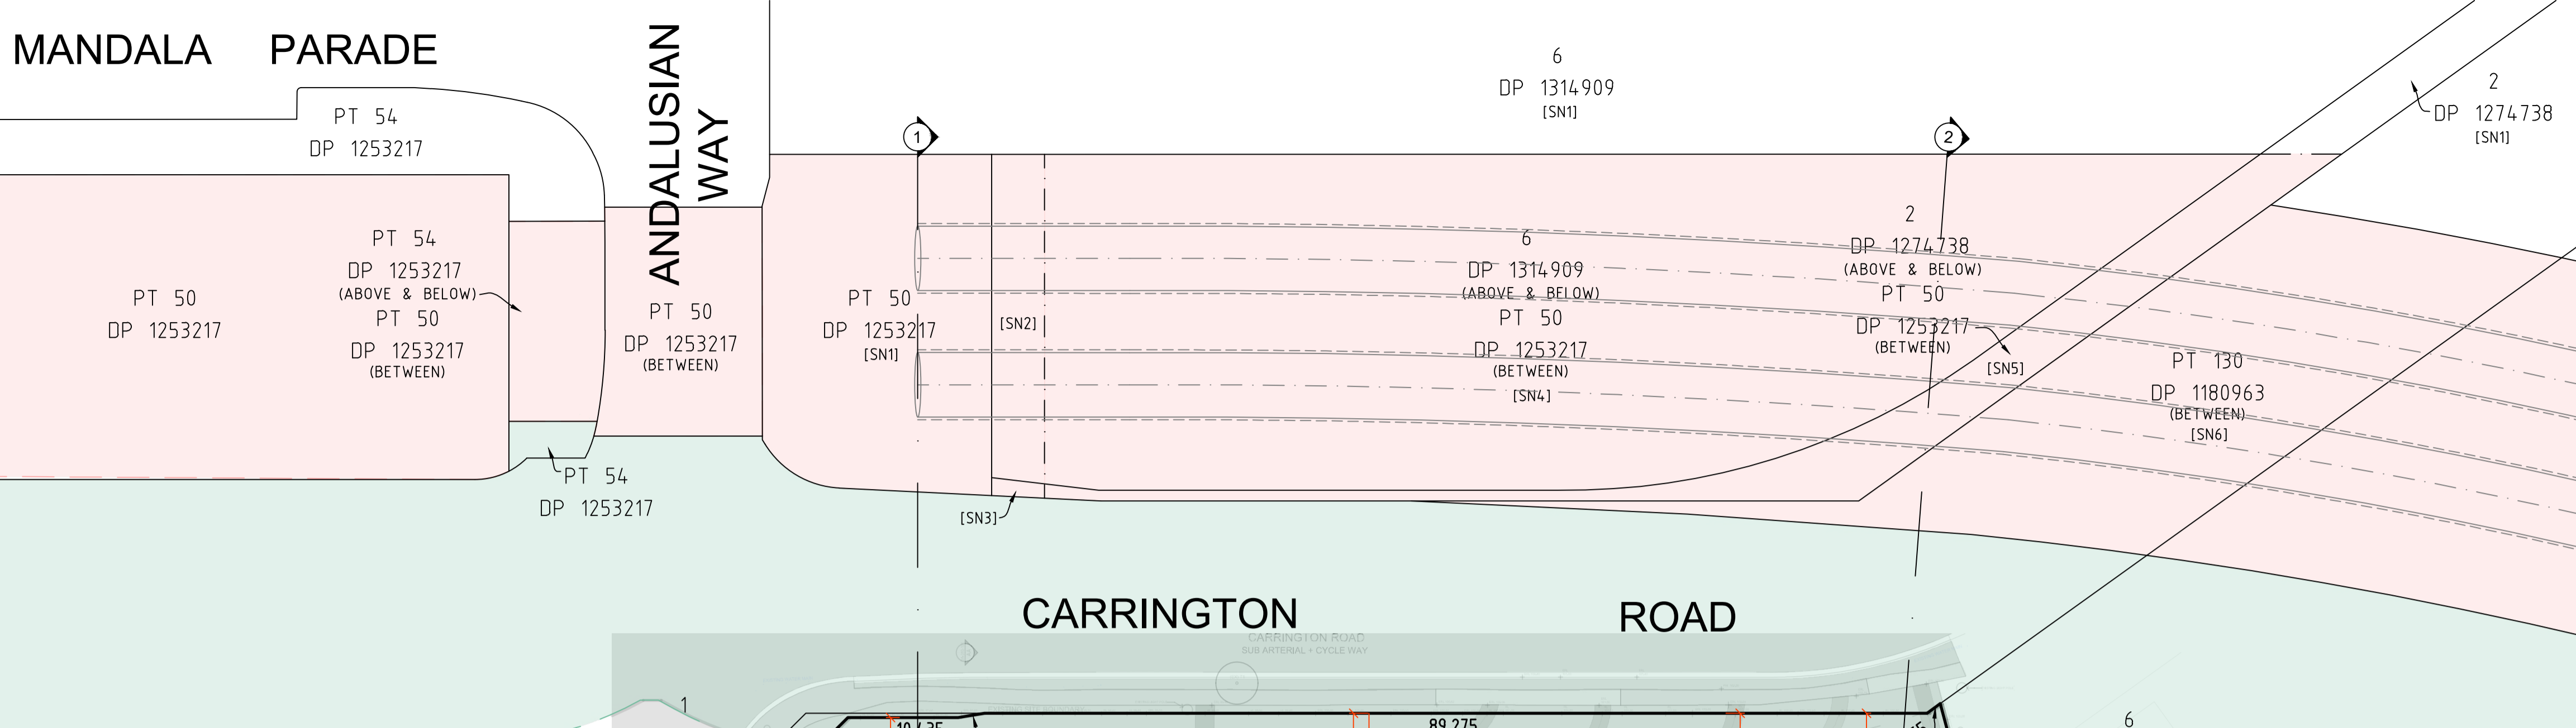 MANDALA PARADE
ANDALUSIAN
WAY
PT 54
DP 1253217
6
DP 1314909
[SN1]
2
DP 1274738
[SN1]
1
2
PT 50
DP 1253217
PT 54
DP 1253217
(ABOVE & BELOW)
PT 50
DP 1253217
(BETWEEN)
PT 50
DP 1253217
(BETWEEN)
PT 50
DP 1253217
[SN1]
[SN2]
6
DP 1314909
(ABOVE & BELOW)
PT 50
DP 1253217
(BETWEEN)
[SN4]
2
DP 1274738
(ABOVE & BELOW)
PT 50
DP 1253217
(BETWEEN)
[SN5]
PT 130
DP 1180963
(BETWEEN)
[SN6]
PT 54
DP 1253217
[SN3]
CARRINGTON ROAD
CARRINGTON ROAD
SUB ARTERIAL + CYCLE WAY
1
89.275
6